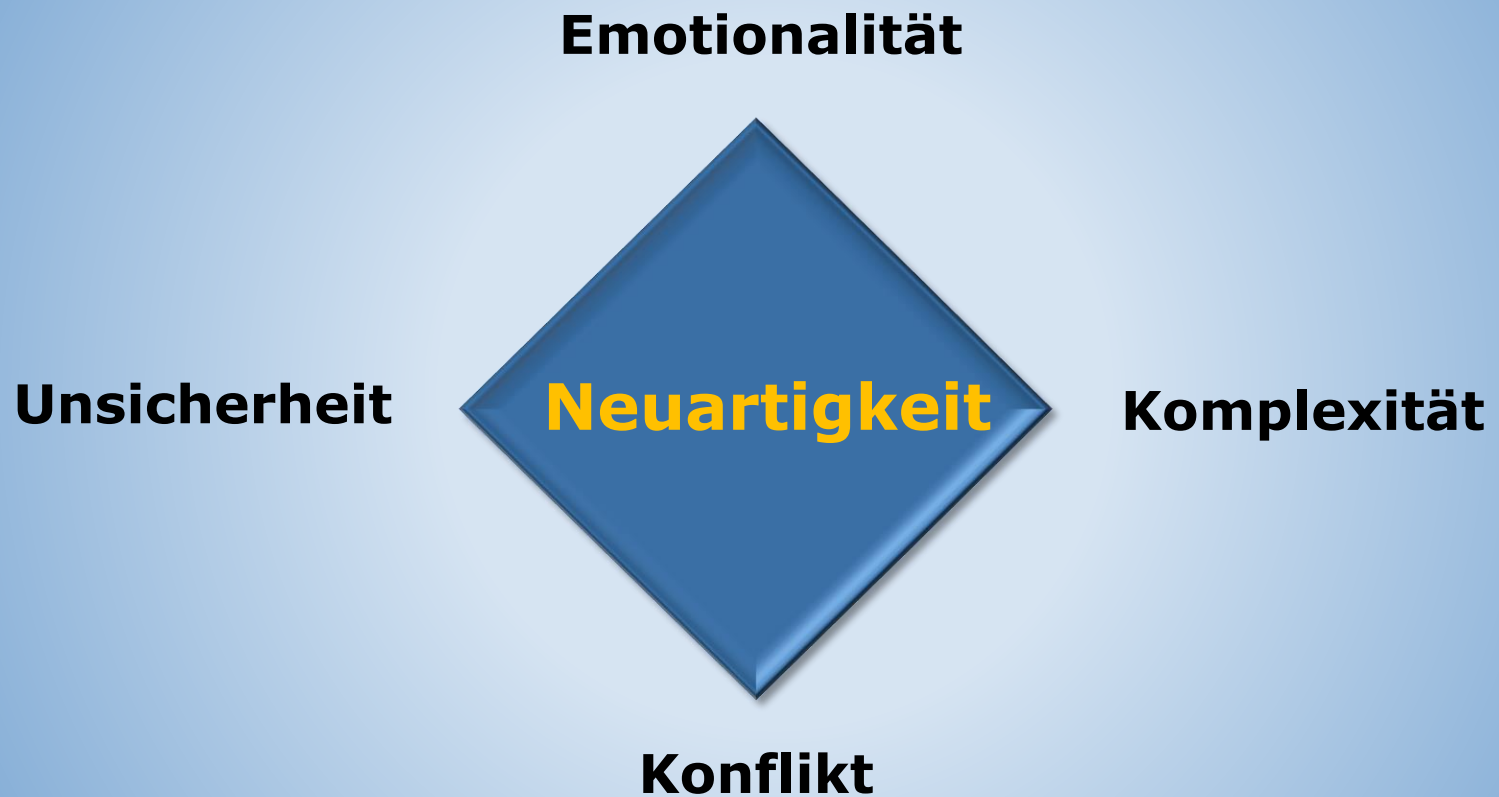 Emotionalität
Unsicherheit
Neuartigkeit
Komplexität
Konflikt